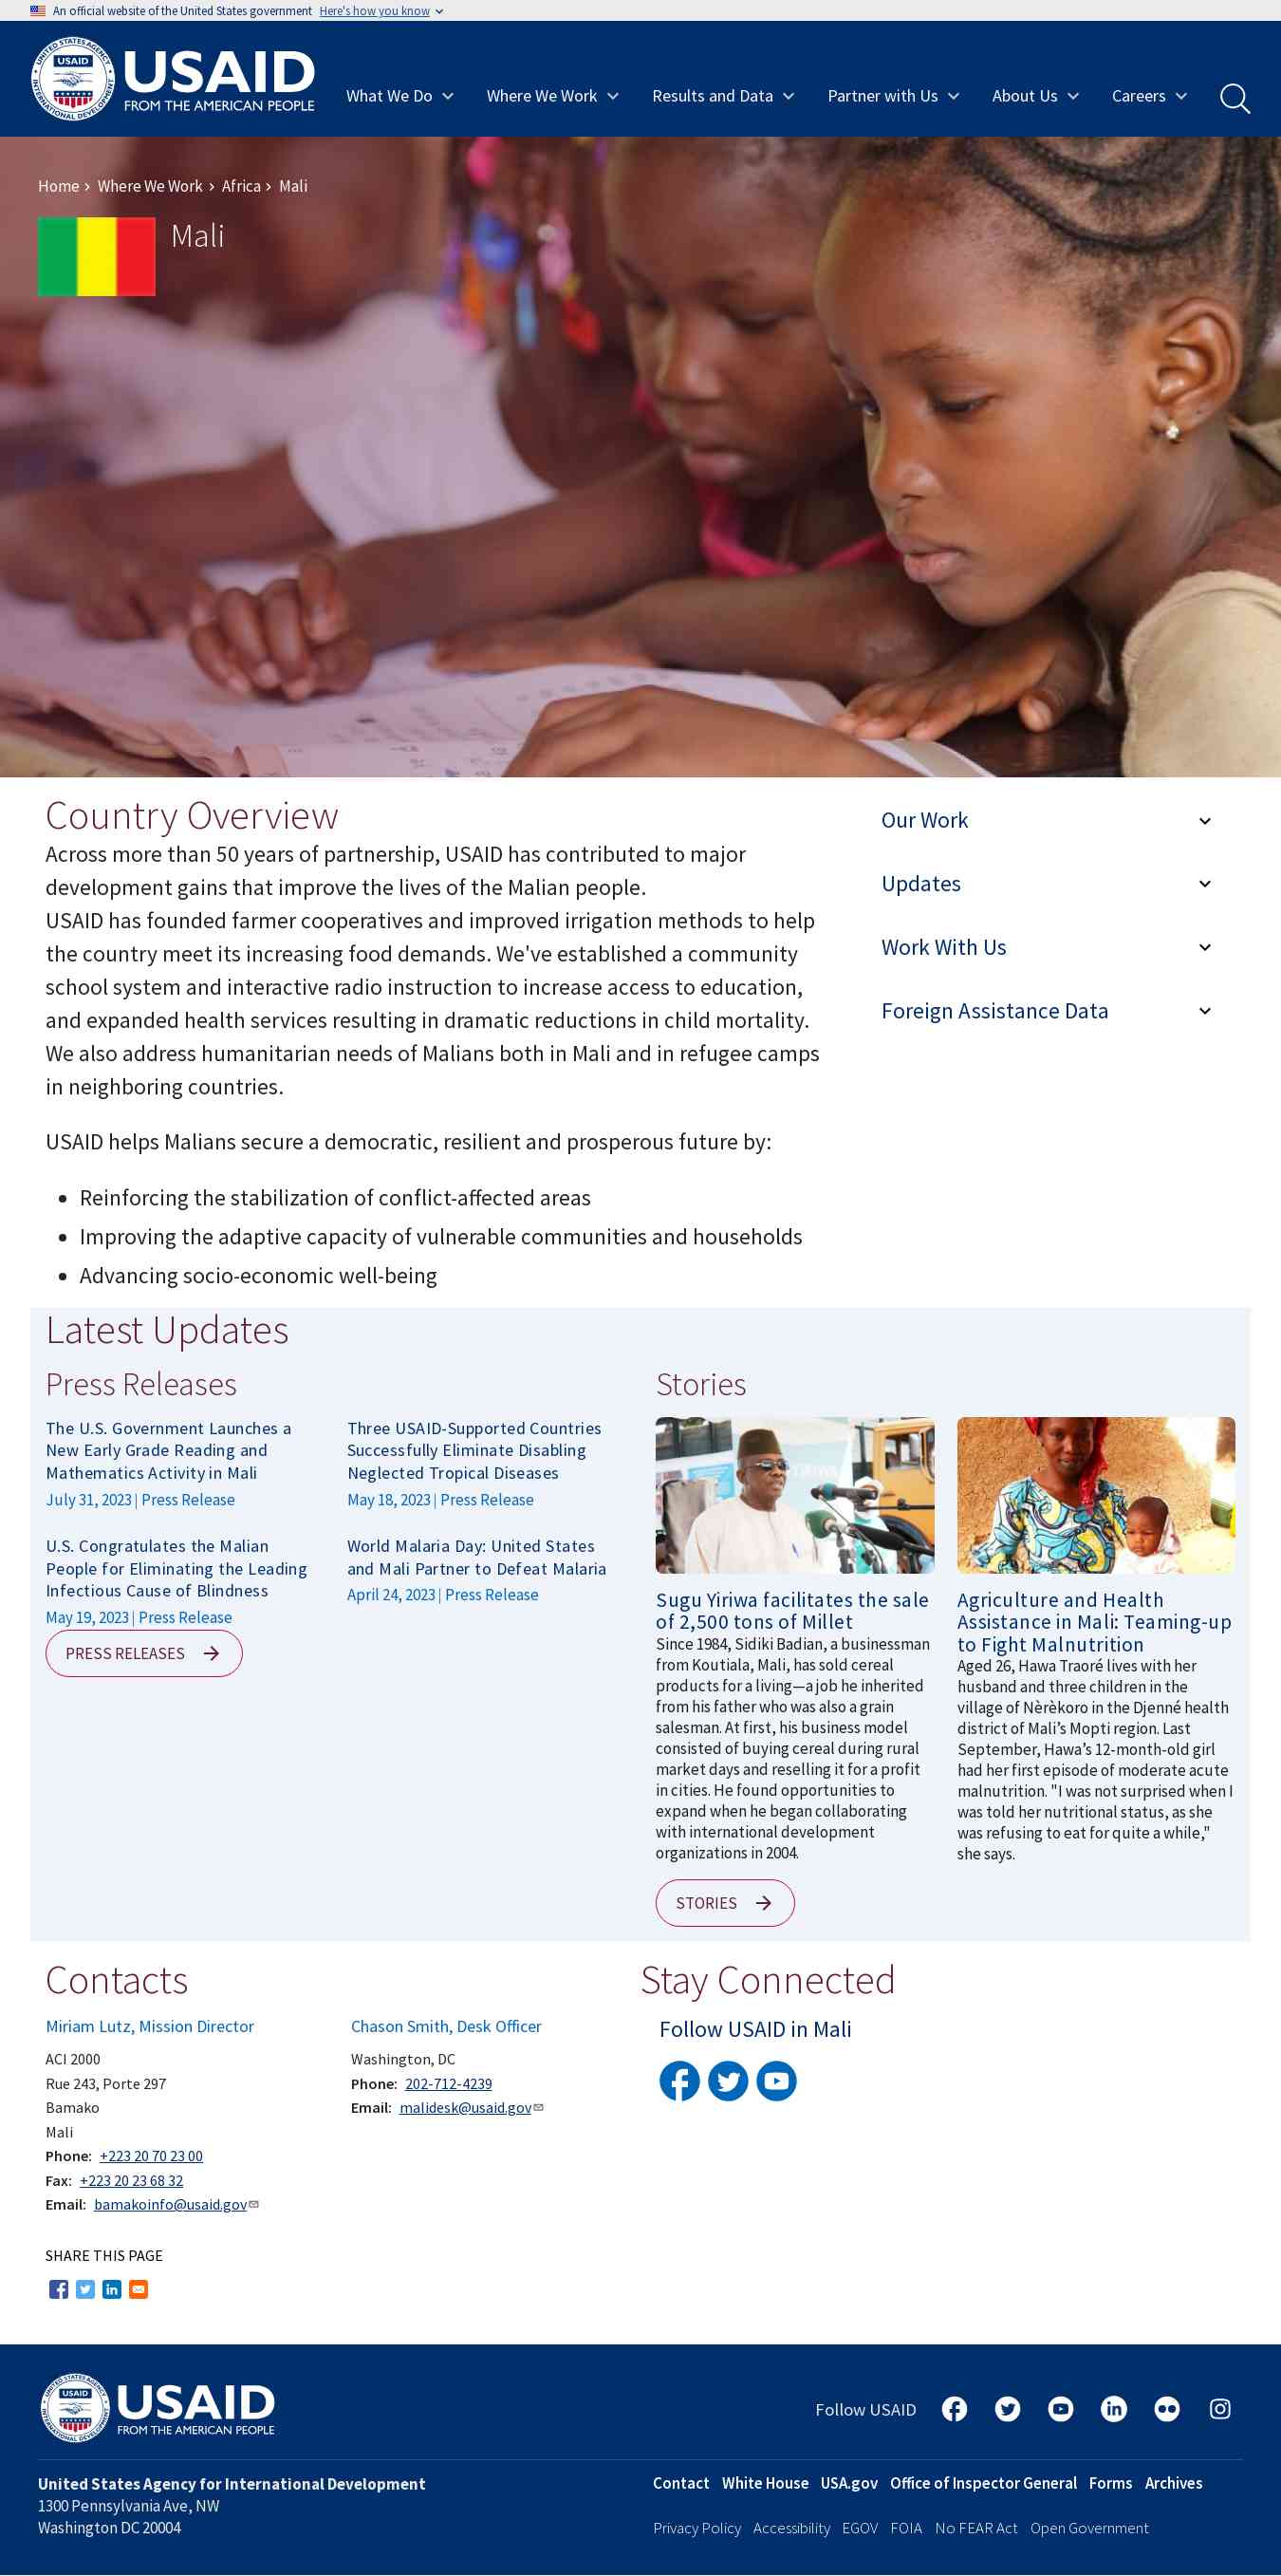 An official website of the United States government Here's how you know
USAID
FROM THE AMERICAN PEOPLE
What We Do
Where We Work
Results and Data
Partner with Us
About Us
Careers
Home › Where We Work › Africa › Mali
Mali
Country Overview
Across more than 50 years of partnership, USAID has contributed to major
development gains that improve the lives of the Malian people.
USAID has founded farmer cooperatives and improved irrigation methods to help
the country meet its increasing food demands. We've established a community
school system and interactive radio instruction to increase access to education,
and expanded health services resulting in dramatic reductions in child mortality.
We also address humanitarian needs of Malians both in Mali and in refugee camps
in neighboring countries.
USAID helps Malians secure a democratic, resilient and prosperous future by:
• Reinforcing the stabilization of conflict-affected areas
• Improving the adaptive capacity of vulnerable communities and households
• Advancing socio-economic well-being
Our Work
Updates
Work With Us
Foreign Assistance Data
Latest Updates
Press Releases
The U.S. Government Launches a
New Early Grade Reading and
Mathematics Activity in Mali
July 31, 2023 | Press Release
Three USAID-Supported Countries
Successfully Eliminate Disabling
Neglected Tropical Diseases
May 18, 2023 | Press Release
U.S. Congratulates the Malian
People for Eliminating the Leading
Infectious Cause of Blindness
May 19, 2023 | Press Release
World Malaria Day: United States
and Mali Partner to Defeat Malaria
April 24, 2023 | Press Release
PRESS RELEASES
Stories
Sugu Yiriwa facilitates the sale
of 2,500 tons of Millet
Since 1984, Sidiki Badian, a businessman
from Koutiala, Mali, has sold cereal
products for a living—a job he inherited
from his father who was also a grain
salesman. At first, his business model
consisted of buying cereal during rural
market days and reselling it for a profit
in cities. He found opportunities to
expand when he began collaborating
with international development
organizations in 2004.
Agriculture and Health
Assistance in Mali: Teaming-up
to Fight Malnutrition
Aged 26, Hawa Traoré lives with her
husband and three children in the
village of Nèrèkoro in the Djenné health
district of Mali’s Mopti region. Last
September, Hawa’s 12-month-old girl
had her first episode of moderate acute
malnutrition. "I was not surprised when I
was told her nutritional status, as she
was refusing to eat for quite a while,"
she says.
STORIES
Contacts
Miriam Lutz, Mission Director
ACI 2000
Rue 243, Porte 297
Bamako
Mali
Phone: +223 20 70 23 00
Fax: +223 20 23 68 32
Email: bamakoinfo@usaid.gov
Chason Smith, Desk Officer
Washington, DC
Phone: 202-712-4239
Email: malidesk@usaid.gov
Stay Connected
Follow USAID in Mali
SHARE THIS PAGE
USAID
FROM THE AMERICAN PEOPLE
Follow USAID
United States Agency for International Development
1300 Pennsylvania Ave, NW
Washington DC 20004
Contact White House USA.gov Office of Inspector General Forms Archives
Privacy Policy Accessibility EGOV FOIA No FEAR Act Open Government